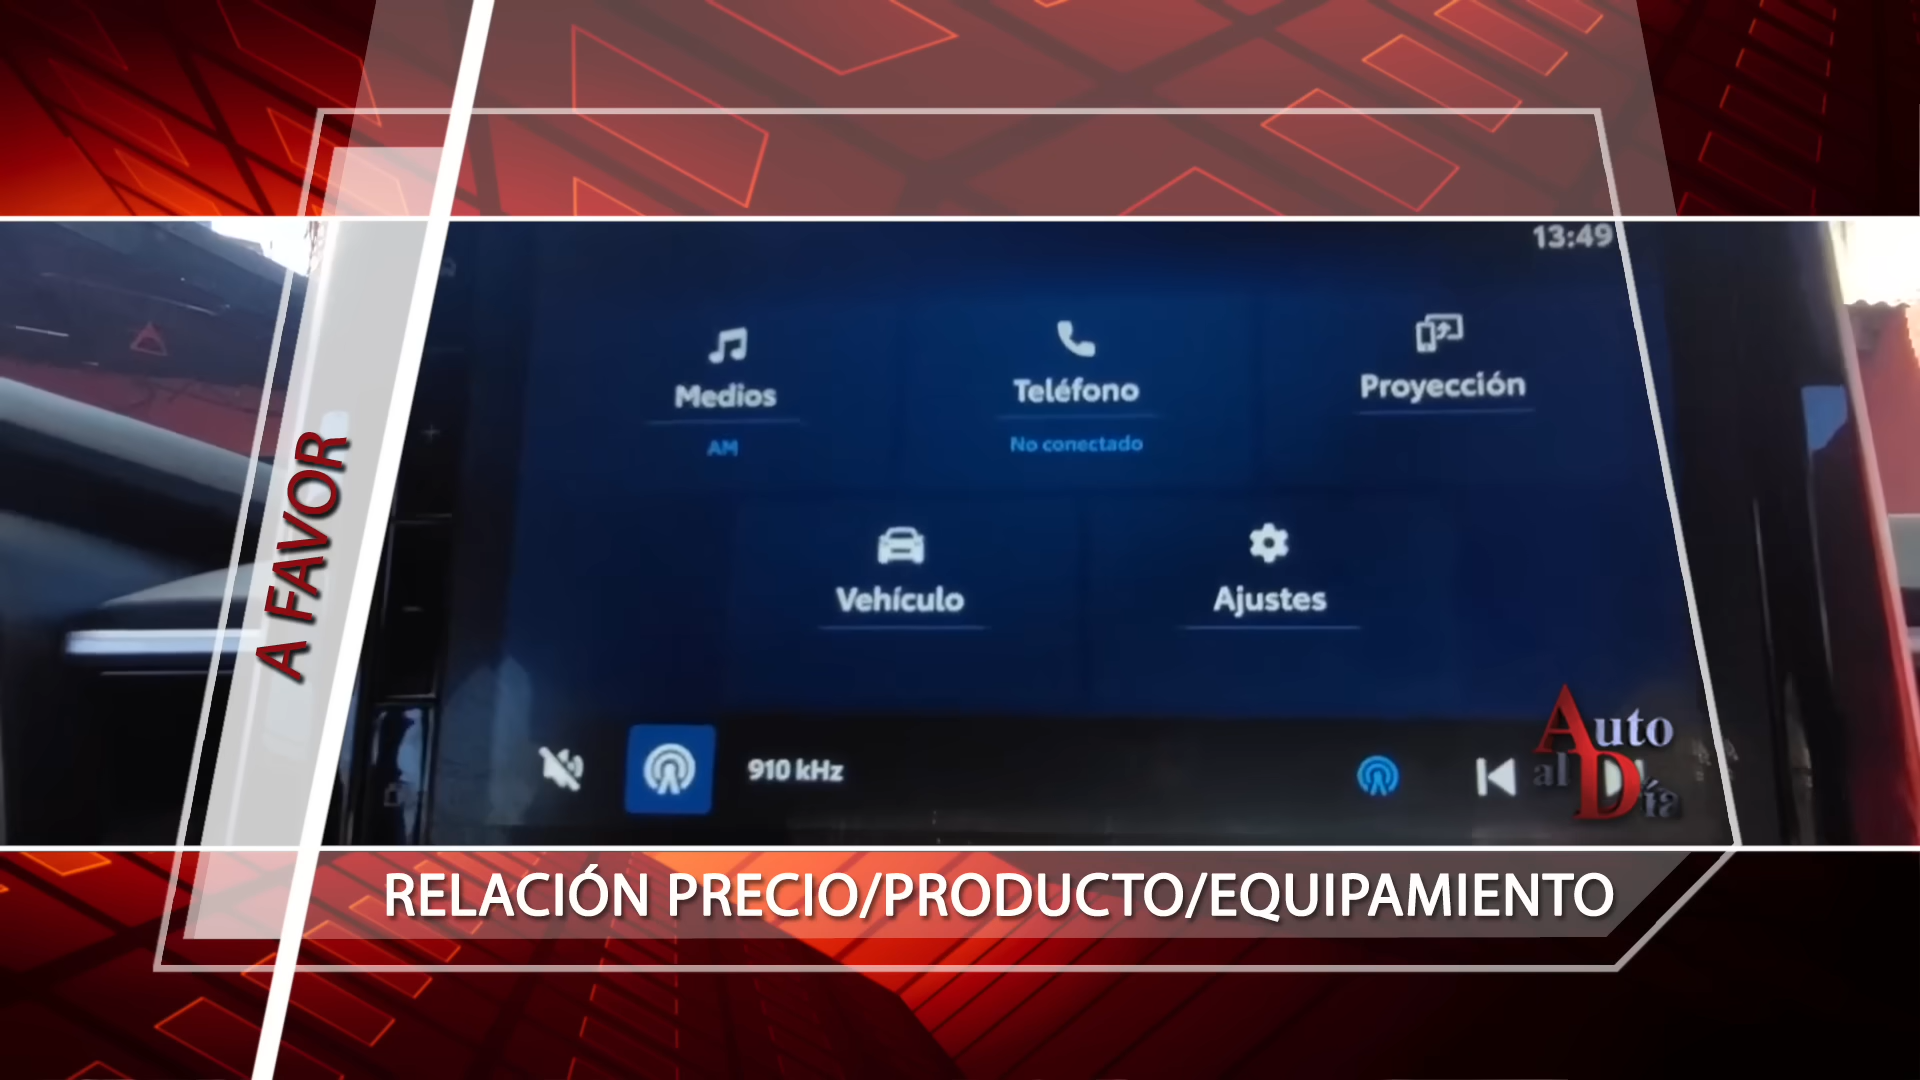 13:49
Medios
AM
Teléfono
No conectado
Proyección
Vehículo
Ajustes
910 kHz
Auto
al Día
A FAVOR
RELACIÓN PRECIO/PRODUCTO/EQUIPAMIENTO